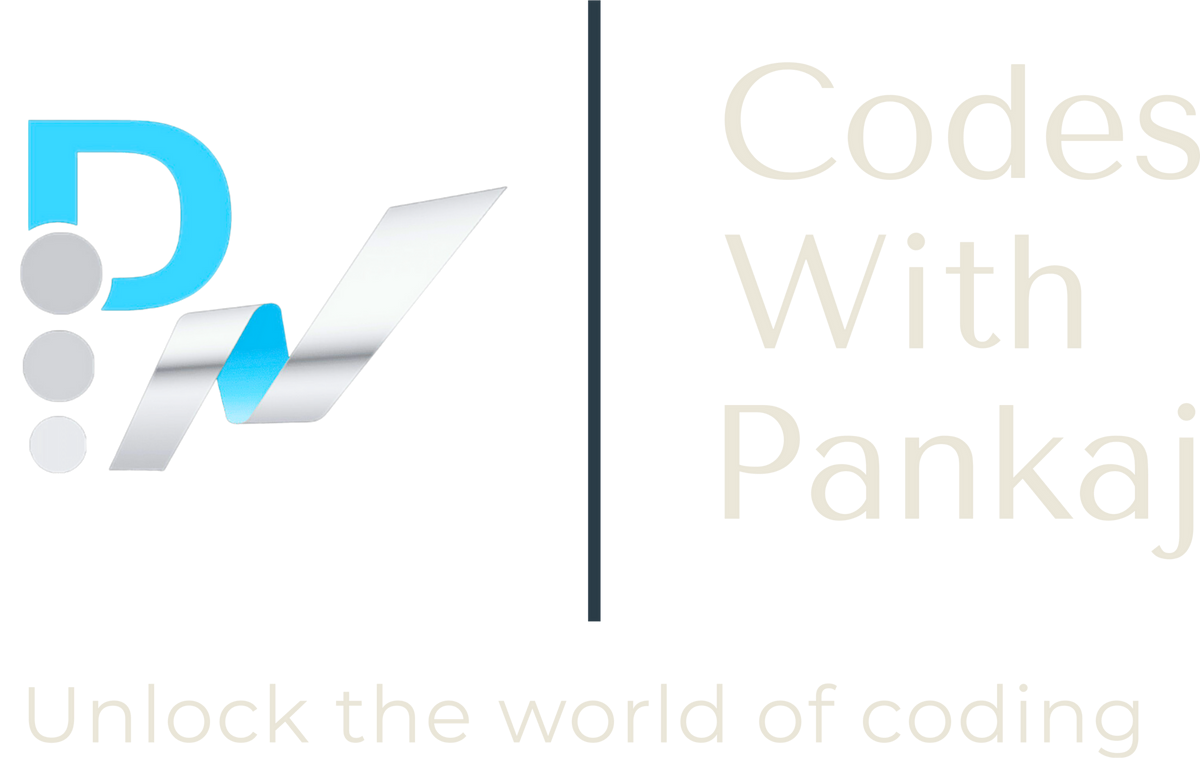 Codes
With
Pankaj
Unlock the world of coding